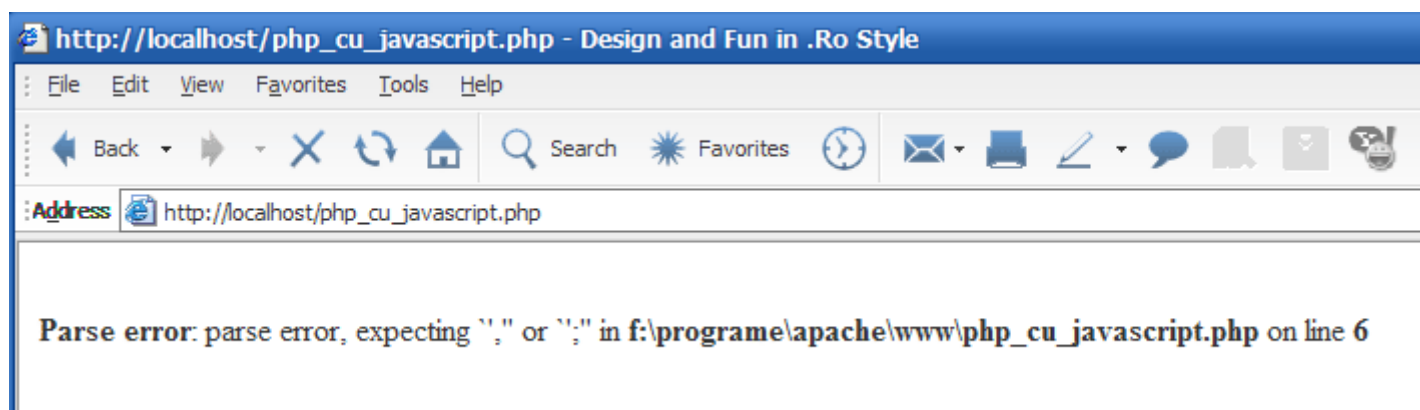 http://localhost/php_cu_javascript.php - Design and Fun in .Ro Style
File Edit View Favorites Tools Help
Back Search Favorites
Address http://localhost/php_cu_javascript.php
Parse error: parse error, expecting `','' or `';'' in f:\programe\apache\www\php_cu_javascript.php on line 6